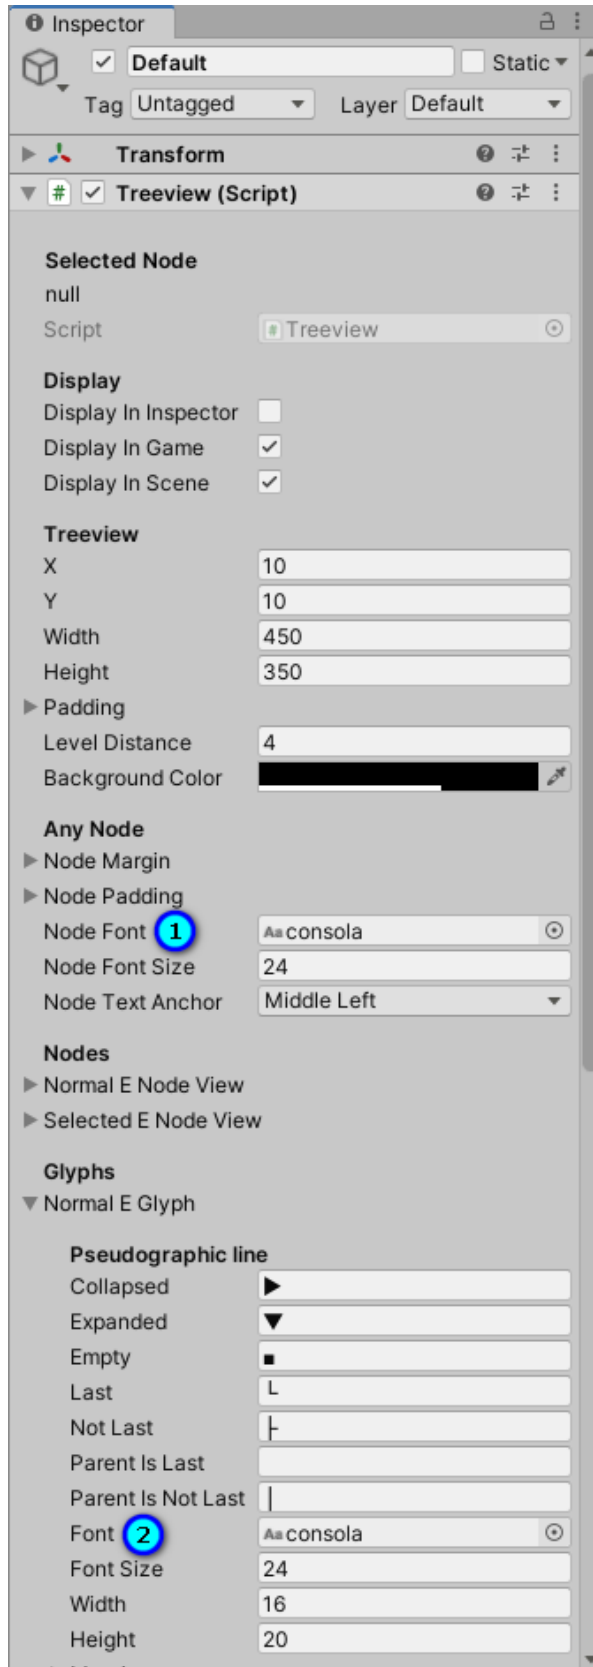 Inspector
Default Static
Tag Untagged Layer Default
Transform
# Treeview (Script)
Selected Node
null
Script # Treeview
Display
Display In Inspector
Display In Game
Display In Scene
Treeview
X 10
Y 10
Width 450
Height 350
Padding
Level Distance 4
Background Color
Any Node
Node Margin
Node Padding
Node Font 1 Aa consola
Node Font Size 24
Node Text Anchor Middle Left
Nodes
Normal E Node View
Selected E Node View
Glyphs
Normal E Glyph
Pseudographic line
Collapsed ►
Expanded ▼
Empty ■
Last └
Not Last ├
Parent Is Last
Parent Is Not Last │
Font 2 Aa consola
Font Size 24
Width 16
Height 20